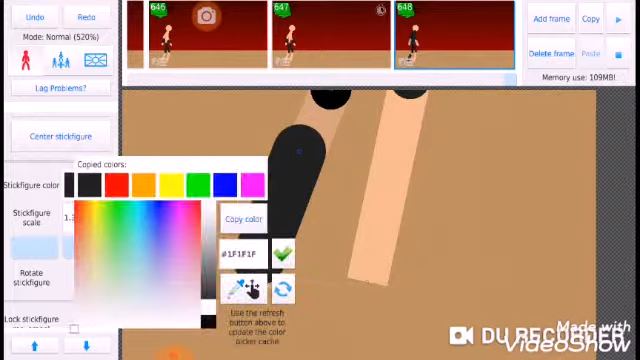 Undo
Redo
646
647
648
Add frame
Copy
Mode: Normal (520%)
Delete frame
Paste
Lag Problems?
Memory use: 109MB!
Center stickfigure
Copied colors:
Stickfigure color
Stickfigure
scale
1.
Copy color
#1F1F1F
Rotate
stickfigure
Use the refresh
button above to
update the color
picker cache
Lock stickfigure
Made with
DU RECORDER
VideoShow